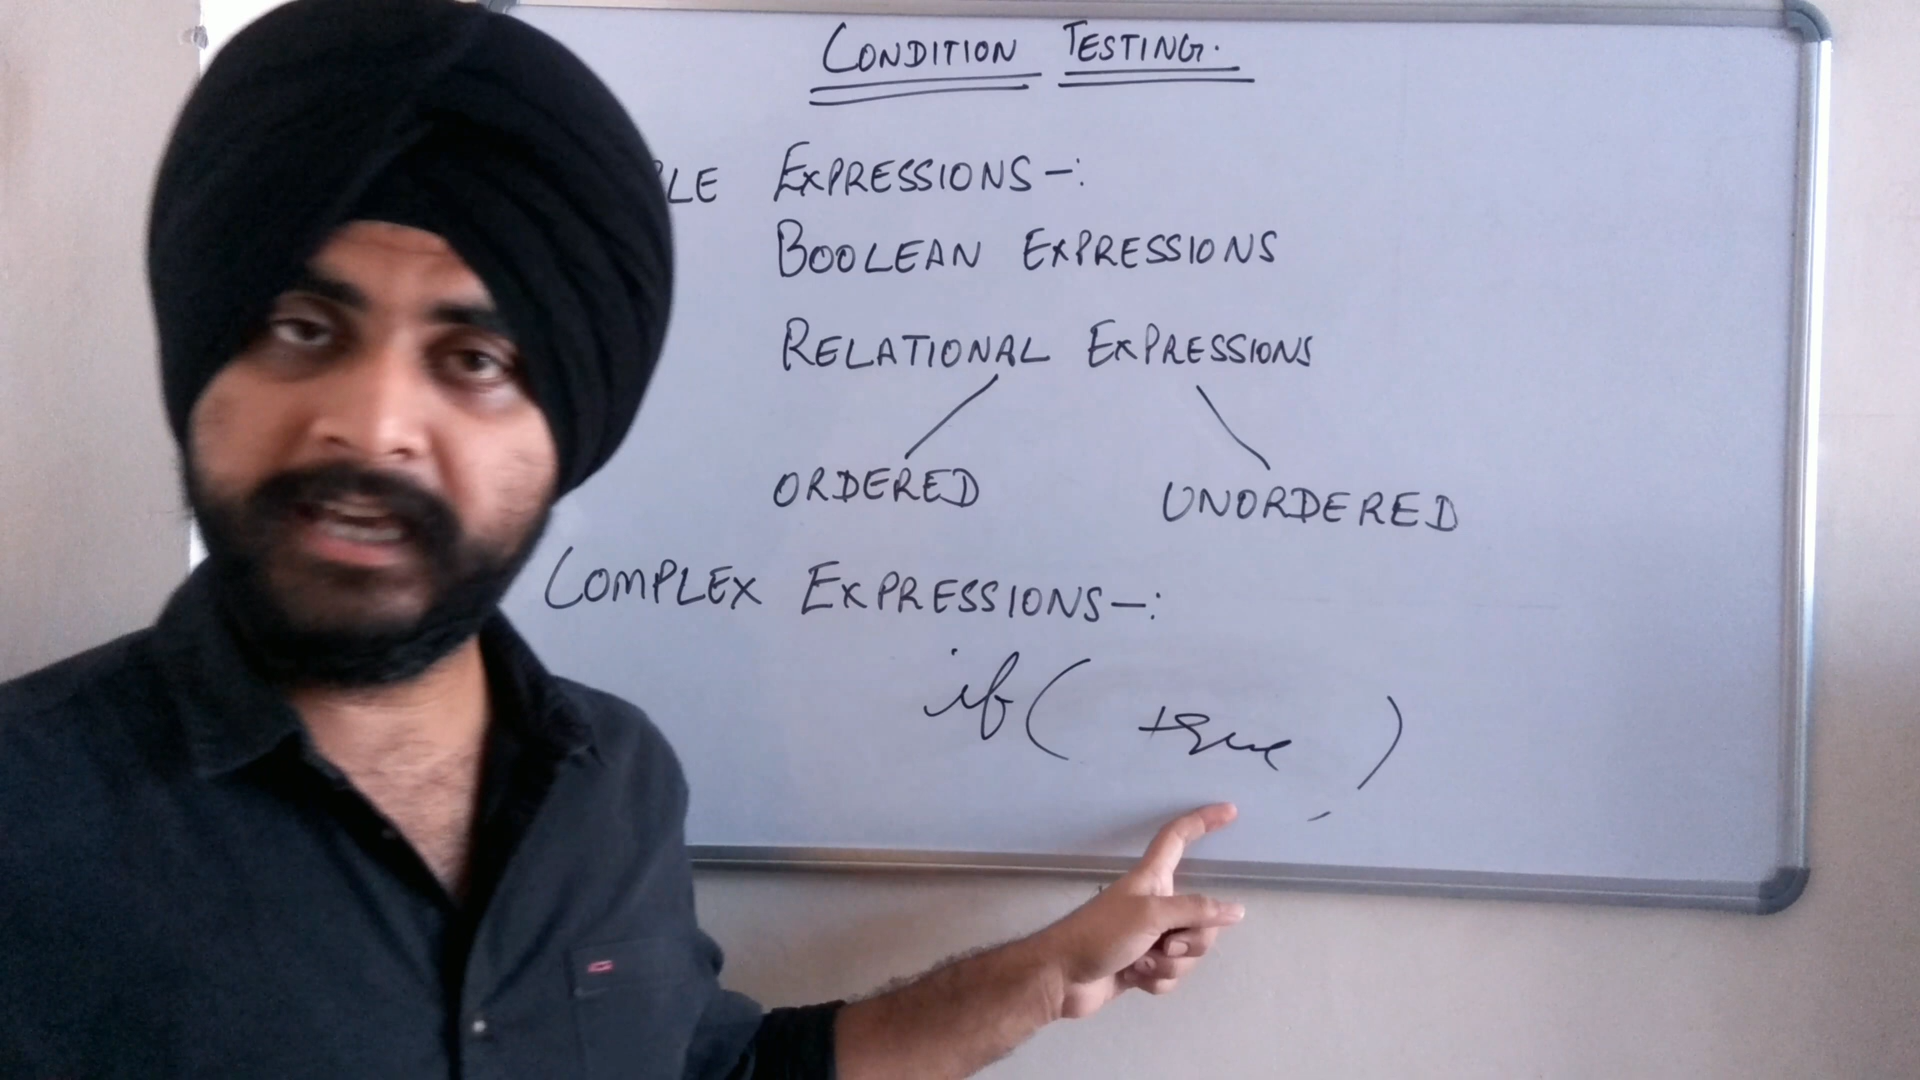 CONDITION TESTING.
LE EXPRESSIONS-:
BOOLEAN EXPRESSIONS
RELATIONAL EXPRESSIONS
ORDERED UNORDERED
COMPLEX EXPRESSIONS-:
if( true )